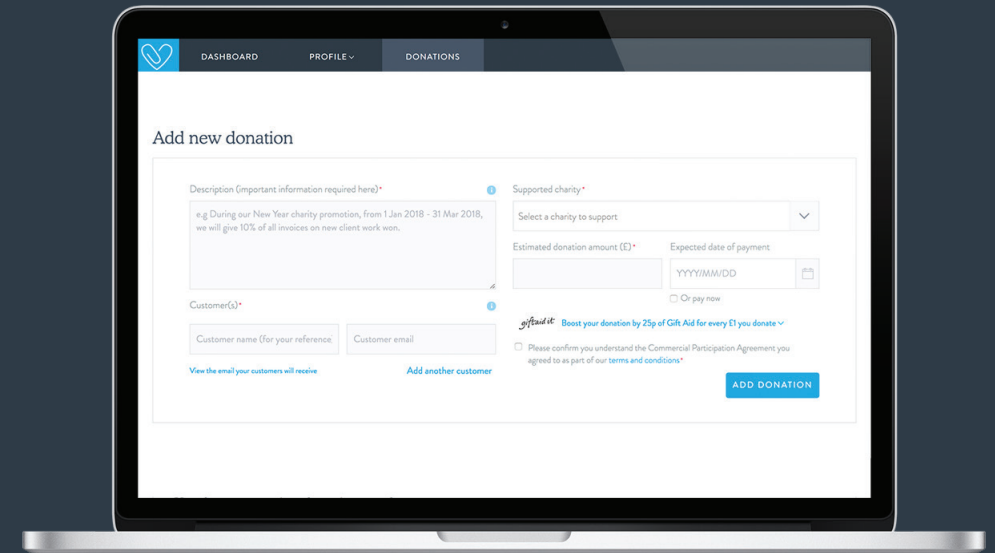 DASHBOARD
PROFILE
DONATIONS
Add new donation
Description (important information required here)*
e.g During our New Year charity promotion, from 1 Jan 2018 - 31 Mar 2018,
we will give 10% of all invoices on new client work won.
Customer(s)*
Customer name (for your reference
Customer email
View the email your customers will receive
Add another customer
Supported charity*
Select a charity to support
Estimated donation amount (£)*
Expected date of payment
YYYY/MM/DD
Or pay now
giftaid it
Boost your donation by 25p of Gift Aid for every £1 you donate
Please confirm you understand the Commercial Participation Agreement you
agreed to as part of our terms and conditions*
ADD DONATION